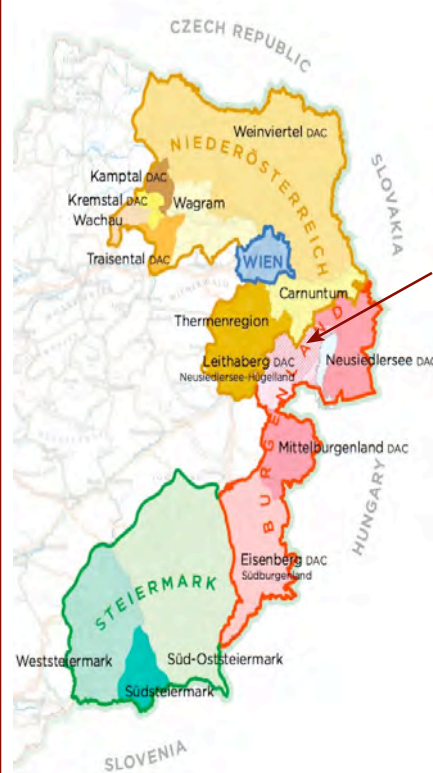 CZECH REPUBLIC
Weinviertel DAC
NIEDERÖSTERREICH
SLOVAKIA
Kamptal DAC
Kremstal DAC
Wagram
Wachau
Traisental DAC
WIEN
Carnuntum
Thermenregion
Leithaberg DAC
Neusiedlersee-Hügelland
Neusiedlersee DAC
BURGENLAND
Mittelburgenland DAC
HUNGARY
Eisenberg DAC
Südburgenland
STEIERMARK
Weststeiermark
Süd-Oststeiermark
Südsteiermark
SLOVENIA